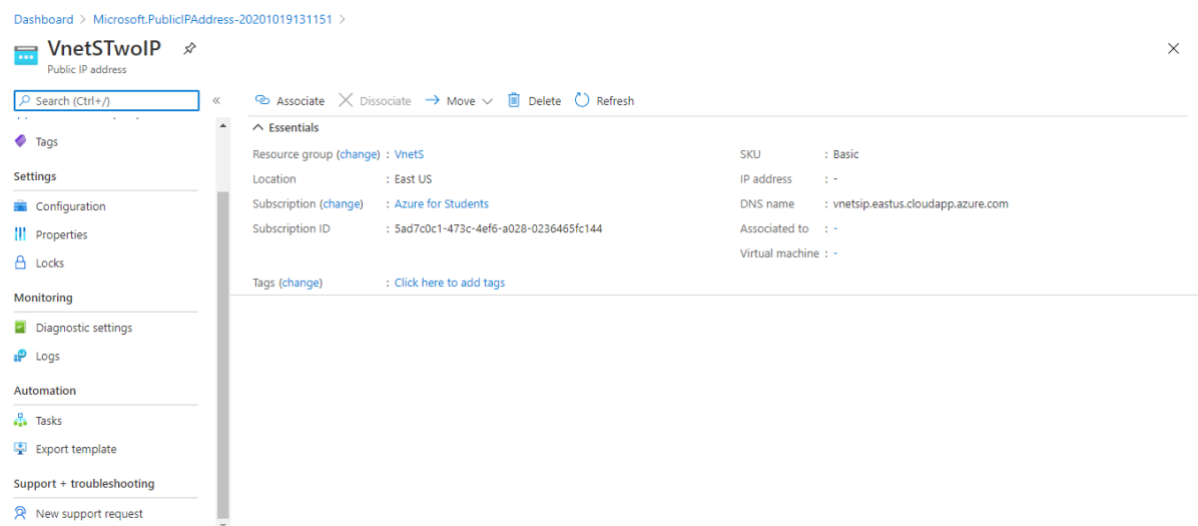 Dashboard > Microsoft.PublicIPAddress-20201019131151 >
VnetSTwoIP
Public IP address
Search (Ctrl+/)
Tags
Settings
Configuration
Properties
Locks
Monitoring
Diagnostic settings
Logs
Automation
Tasks
Export template
Support + troubleshooting
New support request
Associate Dissociate Move Delete Refresh
Essentials
Resource group (change) : VnetS
Location : East US
Subscription (change) : Azure for Students
Subscription ID : 5ad7c0c1-473c-4ef6-a028-0236465fc144
SKU : Basic
IP address : -
DNS name : vnetsip.eastus.cloudapp.azure.com
Associated to : -
Virtual machine : -
Tags (change) : Click here to add tags